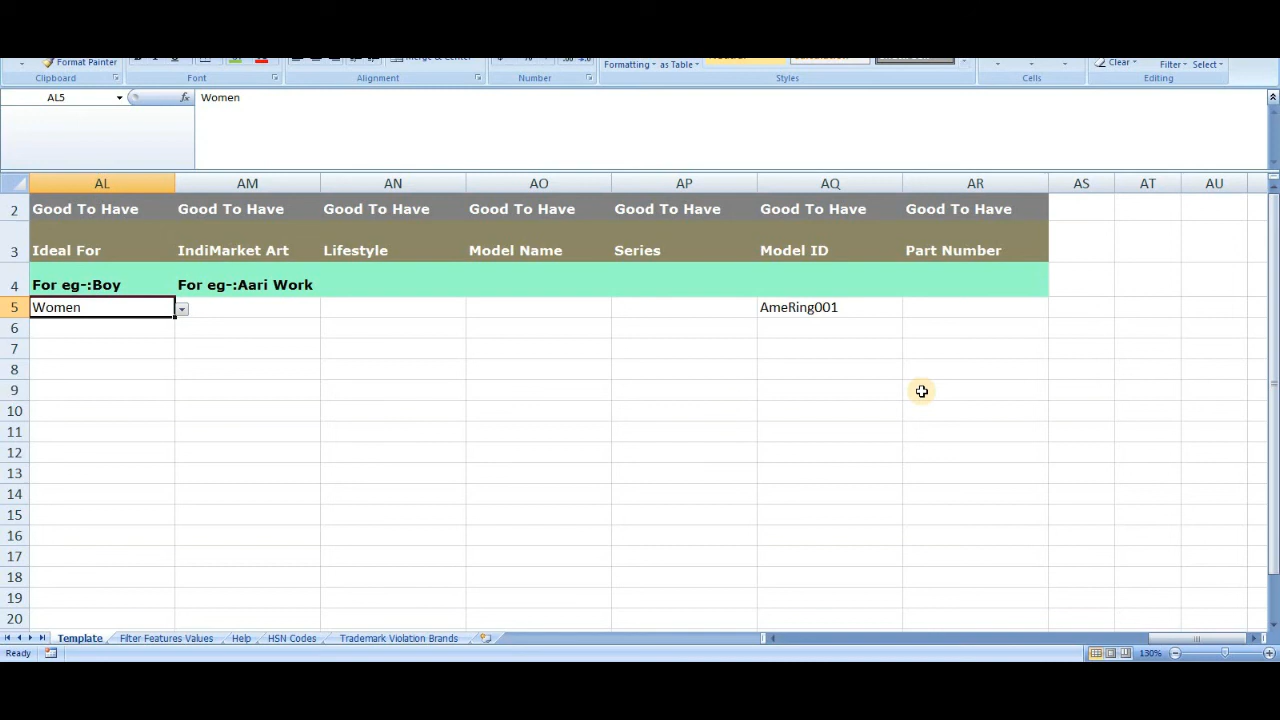 Format Painter
Merge & Center
Formatting as Table
Clear Filter Select
Clipboard Font Alignment Number Styles Cells Editing
AL5 fx Women
AL AM AN AO AP AQ AR AS AT AU
2 Good To Have Good To Have Good To Have Good To Have Good To Have Good To Have Good To Have
3 Ideal For IndiMarket Art Lifestyle Model Name Series Model ID Part Number
4 For eg-:Boy For eg-:Aari Work
5 Women AmeRing001
6
7
8
9
10
11
12
13
14
15
16
17
18
19
20
Template Filter Features Values Help HSN Codes Trademark Violation Brands
Ready 130%